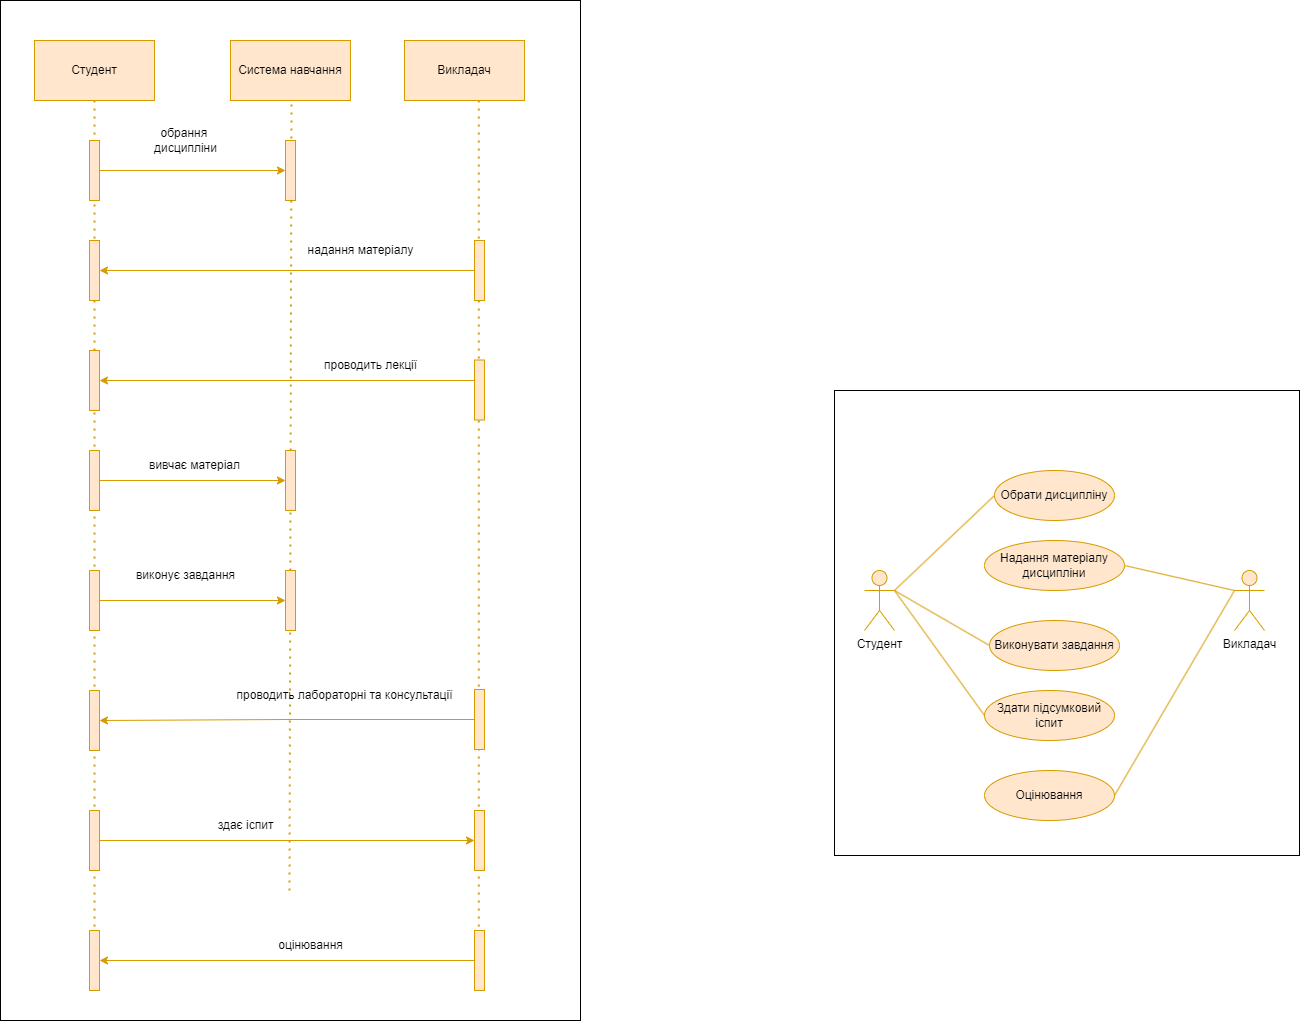 Студент
Система навчання
Викладач
обрання
дисципліни
надання матеріалу
проводить лекції
вивчає матеріал
виконує завдання
проводить лабораторні та консультації
здає іспит
оцінювання
Обрати дисципліну
Надання матеріалу
дисципліни
Студент
Викладач
Виконувати завдання
Здати підсумковий
іспит
Оцінювання